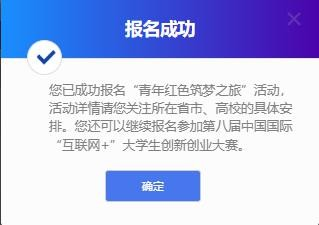 报名成功
您已成功报名“青年红色筑梦之旅”活动，
活动详情请您关注所在省市、高校的具体安
排。您还可以继续报名参加第八届中国国际
“互联网+”大学生创新创业大赛。
确定